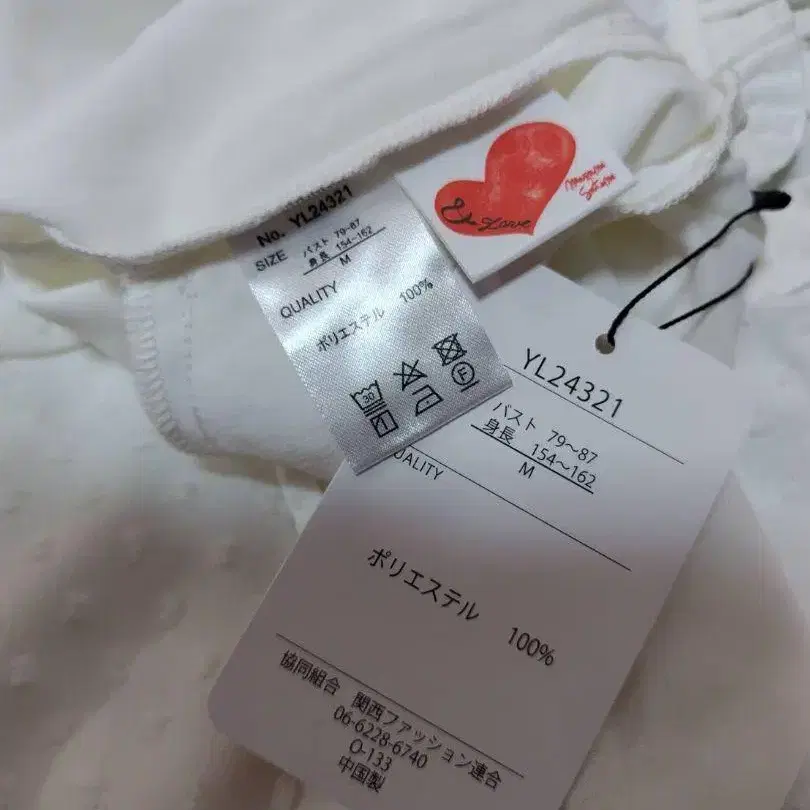 No. YL24321
SIZE バスト 79-87
身長 154-162
M
QUALITY
ポリエステル 100%
30
F
Love
YL24321
バスト 79~87
身長 154~162
M
QUALITY
ポリエステル 100%
協同組合 関西ファッション連合
06-6228-6740
O-133
中国製